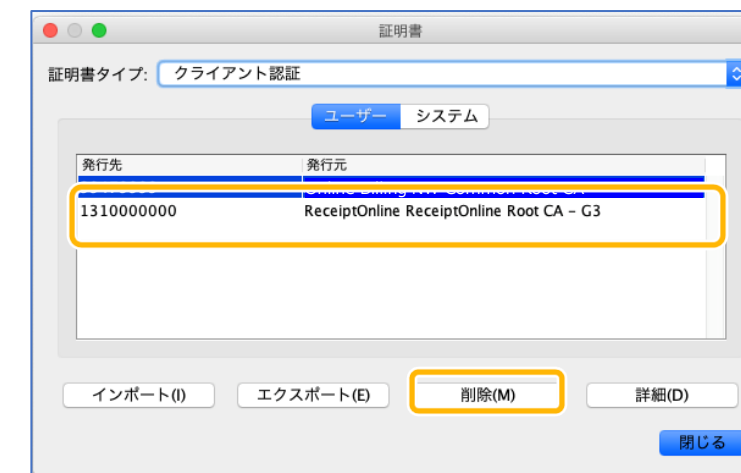 証明書
証明書タイプ: クライアント認証
ユーザー システム
発行先 発行元
1310000000 ReceiptOnline ReceiptOnline Root CA – G3
インポート(I) エクスポート(E) 削除(M) 詳細(D)
閉じる